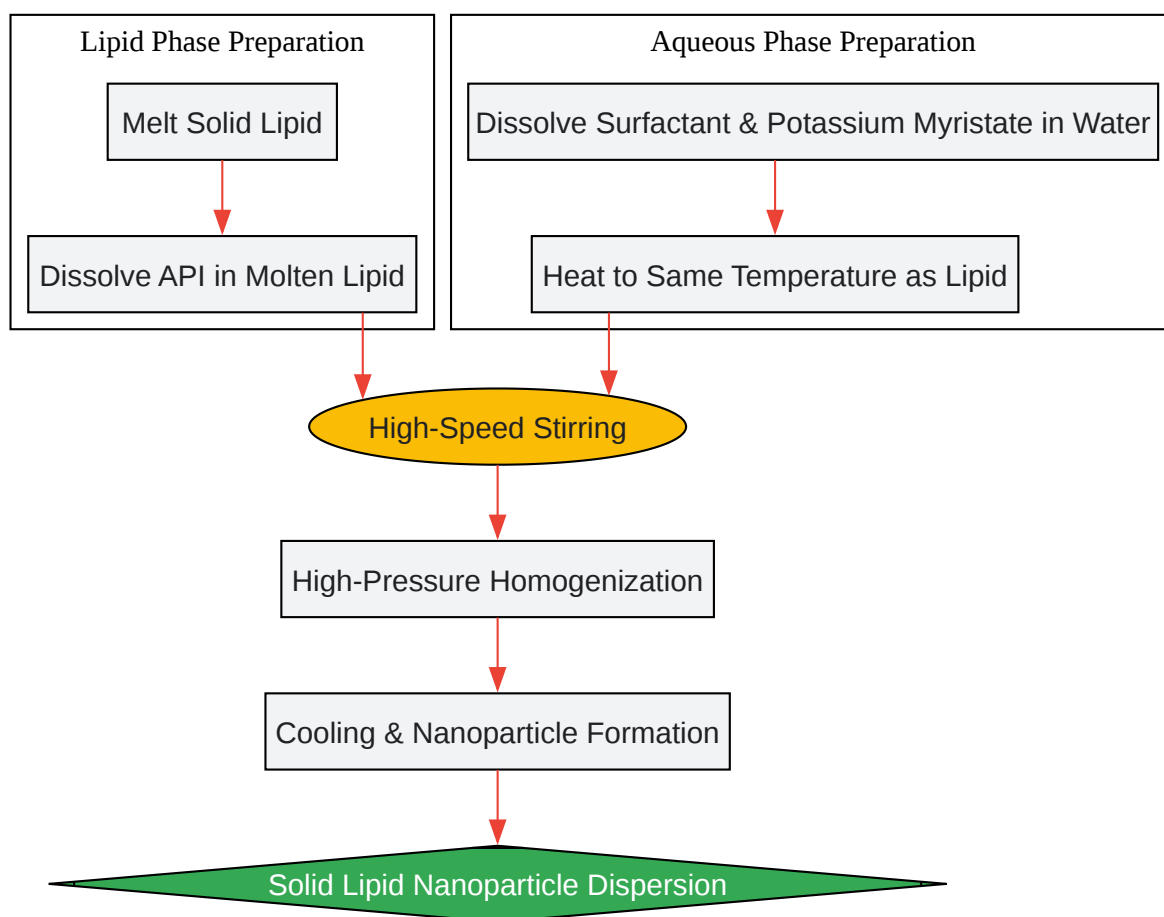 Lipid Phase Preparation
Melt Solid Lipid
Dissolve API in Molten Lipid
Aqueous Phase Preparation
Dissolve Surfactant & Potassium Myristate in Water
Heat to Same Temperature as Lipid
High-Speed Stirring
High-Pressure Homogenization
Cooling & Nanoparticle Formation
Solid Lipid Nanoparticle Dispersion